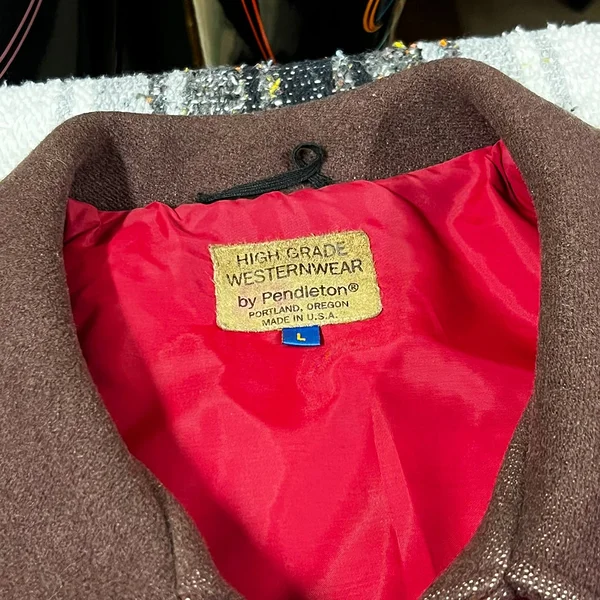 HIGH GRADE
WESTERNWEAR
by Pendleton®
PORTLAND, OREGON
MADE IN U.S.A.
L